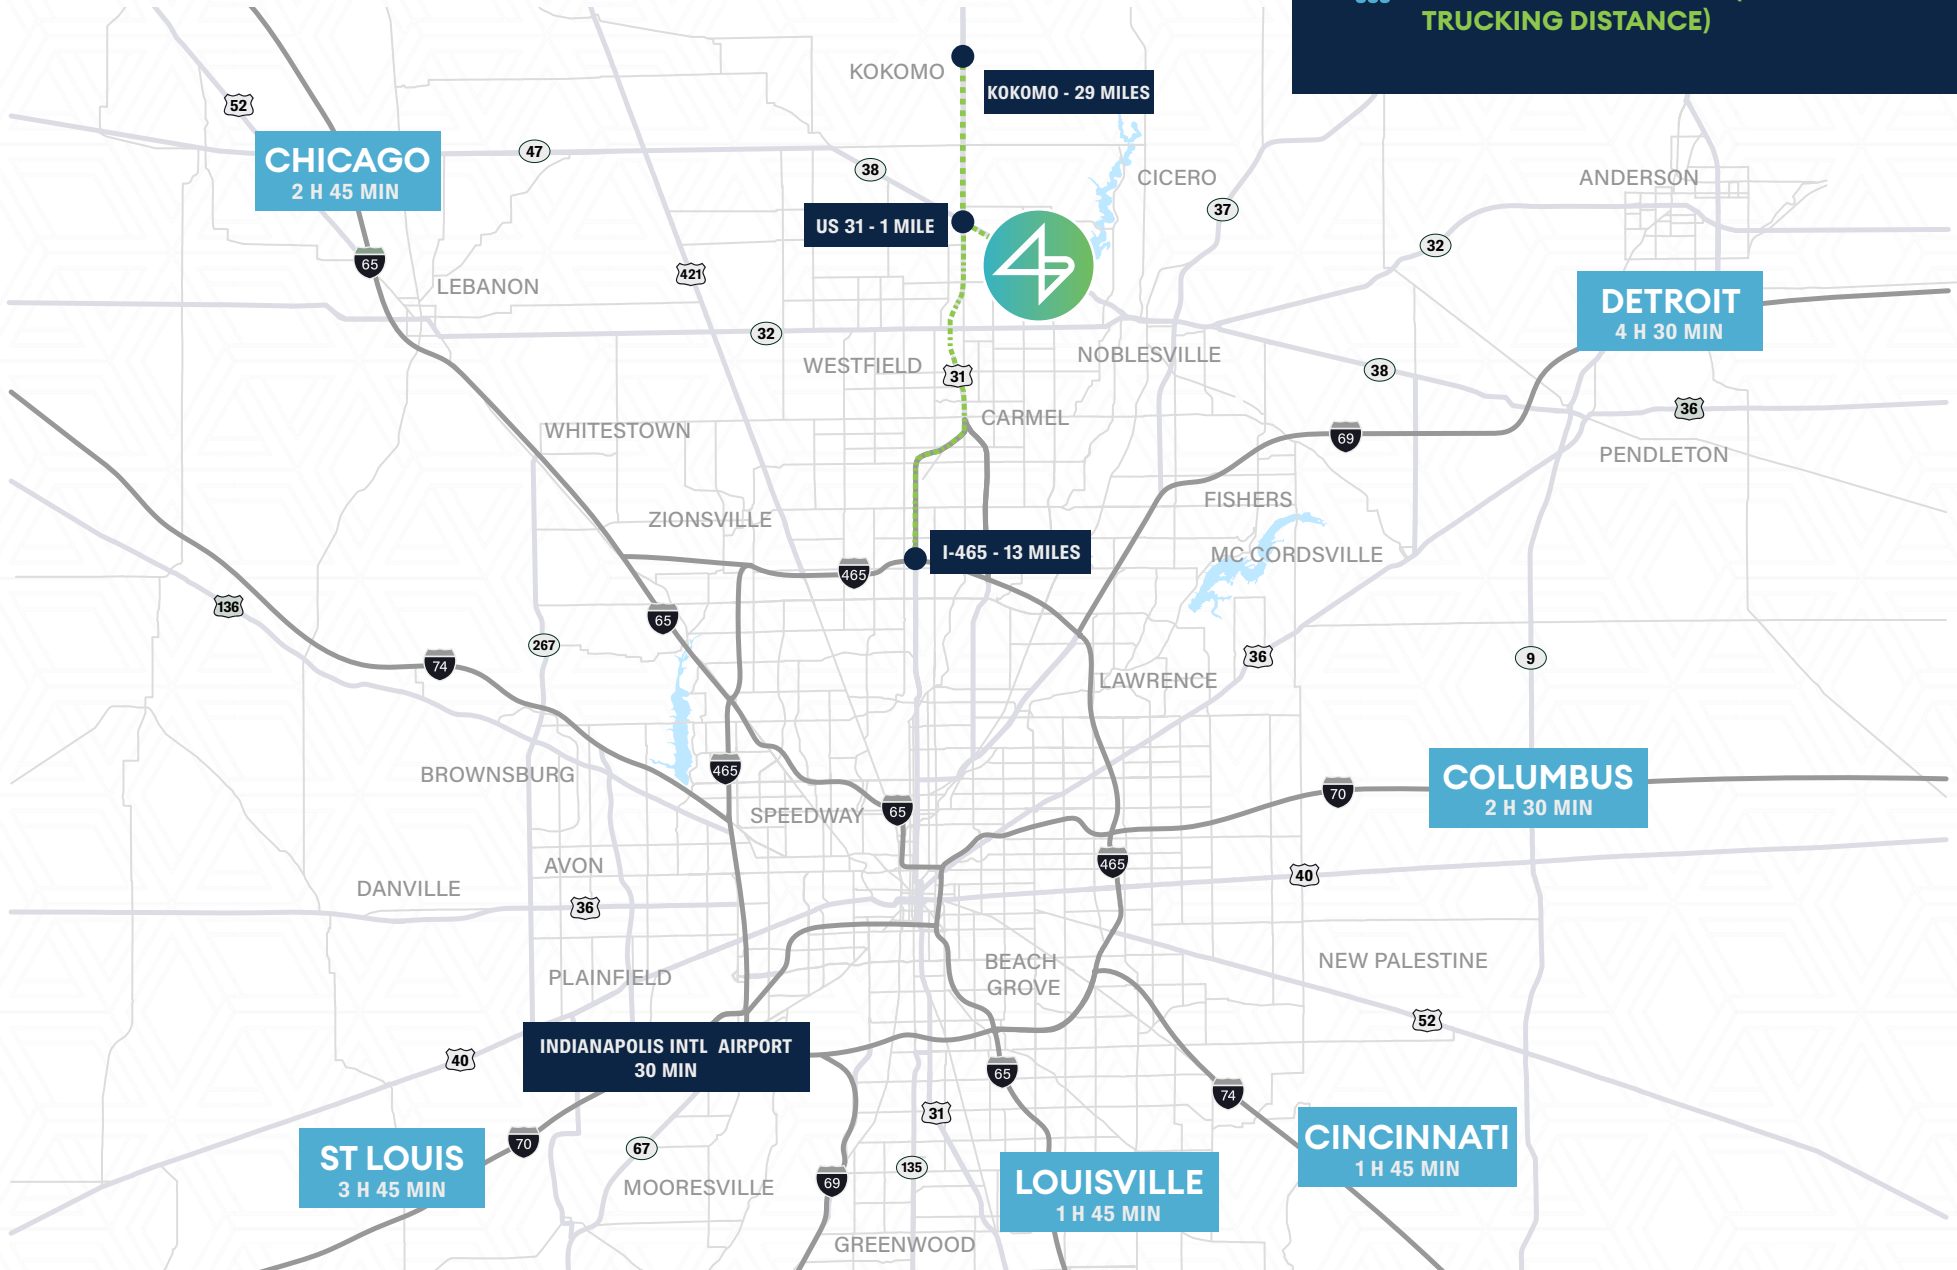 TRUCKING DISTANCE)
KOKOMO
KOKOMO - 29 MILES
52
CHICAGO
2 H 45 MIN
47
38
CICERO
ANDERSON
37
US 31 - 1 MILE
32
65
421
LEBANON
DETROIT
4 H 30 MIN
32
WESTFIELD
31
NOBLESVILLE
38
36
CARMEL
WHITESTOWN
69
PENDLETON
FISHERS
ZIONSVILLE
I-465 - 13 MILES
MC CORDSVILLE
465
136
65
267
74
36
9
LAWRENCE
BROWNSBURG
465
COLUMBUS
2 H 30 MIN
70
SPEEDWAY
65
AVON
465
40
DANVILLE
36
BEACH
GROVE
NEW PALESTINE
PLAINFIELD
52
INDIANAPOLIS INTL AIRPORT
30 MIN
40
65
74
31
70
67
CINCINNATI
1 H 45 MIN
ST LOUIS
3 H 45 MIN
135
69
MOORESVILLE
LOUISVILLE
1 H 45 MIN
GREENWOOD